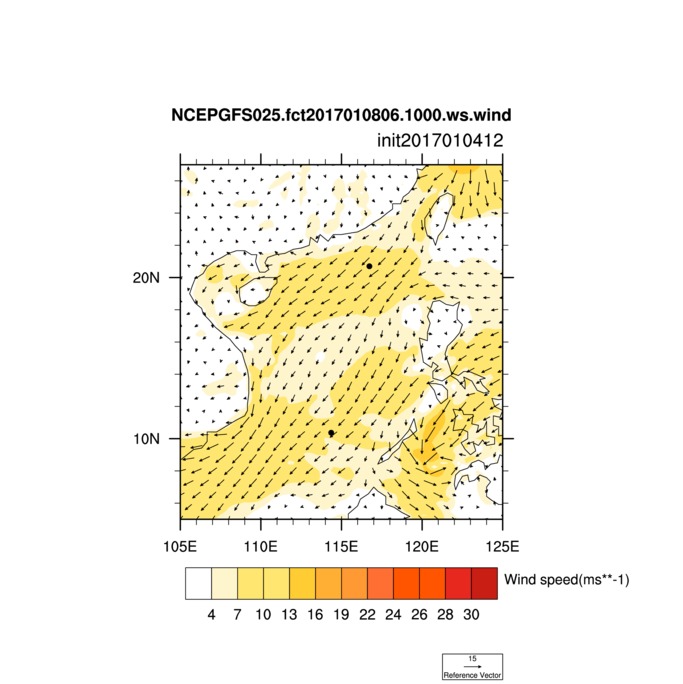 NCEPGFS025.fct2017010806.1000.ws.wind
init2017010412
20N
10N
105E 110E 115E 120E 125E
Wind speed(ms**-1)
4 7 10 13 16 19 22 24 26 28 30
15
Reference Vector